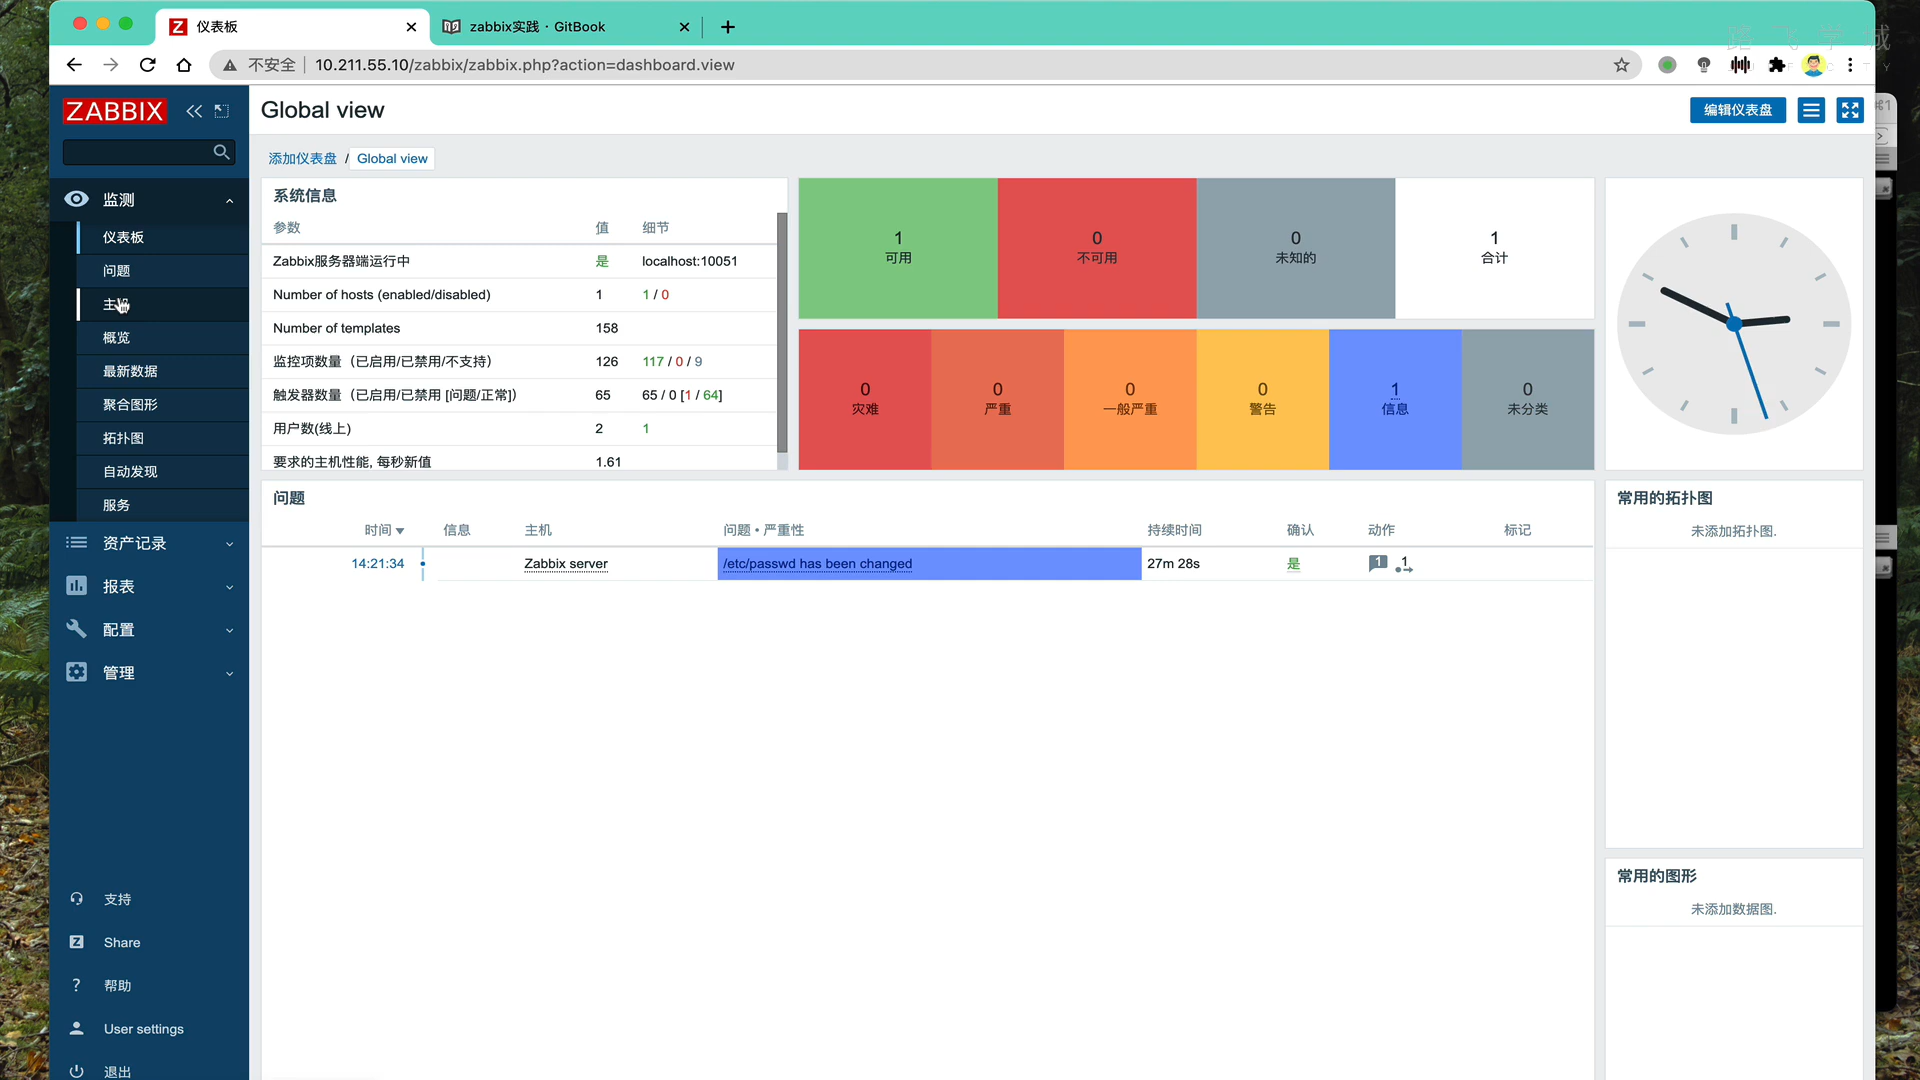 仪表板
zabbix实践 · GitBook
不安全
10.211.55.10/zabbix/zabbix.php?action=dashboard.view
ZABBIX
Global view
编辑仪表盘
添加仪表盘 / Global view
监测
仪表板
问题
主机
概览
最新数据
聚合图形
拓扑图
自动发现
服务
资产记录
报表
配置
管理
支持
Z Share
? 帮助
User settings
退出
系统信息
参数 值 细节
Zabbix服务器端运行中 是 localhost:10051
Number of hosts (enabled/disabled) 1 1 / 0
Number of templates 158
监控项数量（已启用/已禁用/不支持） 126 117 / 0 / 9
触发器数量（已启用/已禁用 [问题/正常]） 65 65 / 0 [1 / 64]
用户数(线上) 2 1
要求的主机性能, 每秒新值 1.61
1 可用
0 不可用
0 未知的
1 合计
0 灾难
0 严重
0 一般严重
0 警告
1 信息
0 未分类
问题
时间 信息 主机 问题 • 严重性 持续时间 确认 动作 标记
14:21:34 Zabbix server /etc/passwd has been changed 27m 28s 是 1 1
常用的拓扑图
未添加拓扑图.
常用的图形
未添加数据图.